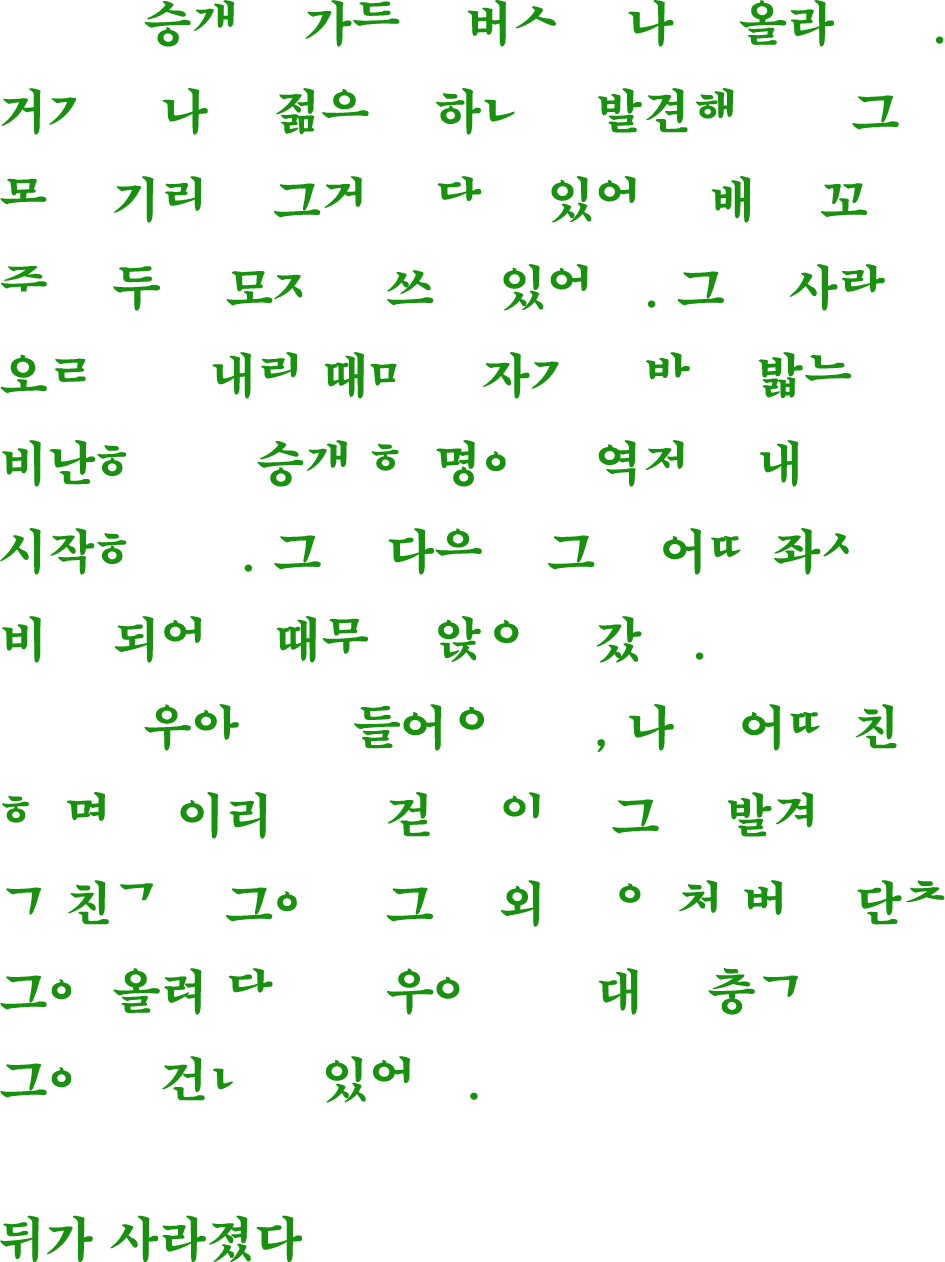 승개 가드 버ㅅ 나 올라 .
거ㄱ 나 젊으 하ㄴ 발견해 그
모 기리 그거 다 있어 배 꼬
주 두 모ㅈ 쓰 있어 . 그 사라
오ㄹ 내리 때ㅁ 자ㄱ 바 밟느
비난ㅎ 승개 ㅎ 명ㅇ 역저 내
시작ㅎ . 그 다으 그 어ㄸ 좌ㅅ
비 되어 때무 앉ㅇ 갔 .
우아 들어ㅇ , 나 어ㄸ 친
ㅎ 며 이리 걷 이 그 발겨
ㄱ 친ㄱ 그ㅇ 그 외 ㅇ 처 버 단ㅊ
그ㅇ 올려 다 우ㅇ 대 충ㄱ
그ㅇ 건ㄴ 있어 .
뒤가 사라졌다